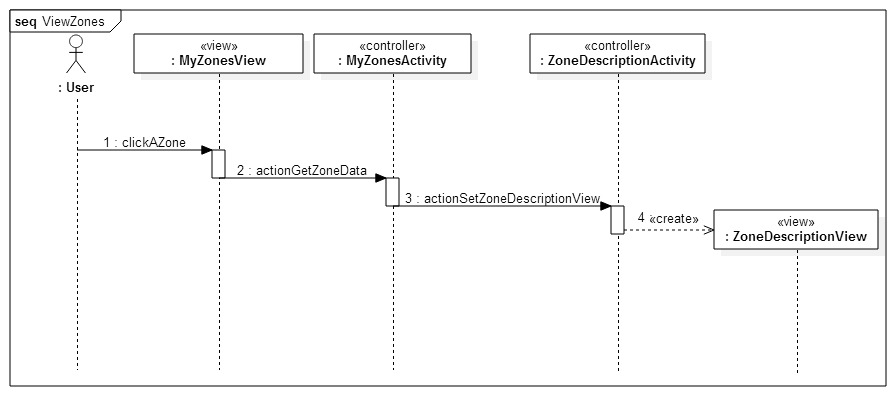 seq ViewZones
«view»
: MyZonesView
«controller»
: MyZonesActivity
«controller»
: ZoneDescriptionActivity
: User
1 : clickAZone
2 : actionGetZoneData
3 : actionSetZoneDescriptionView
4 «create»
«view»
: ZoneDescriptionView